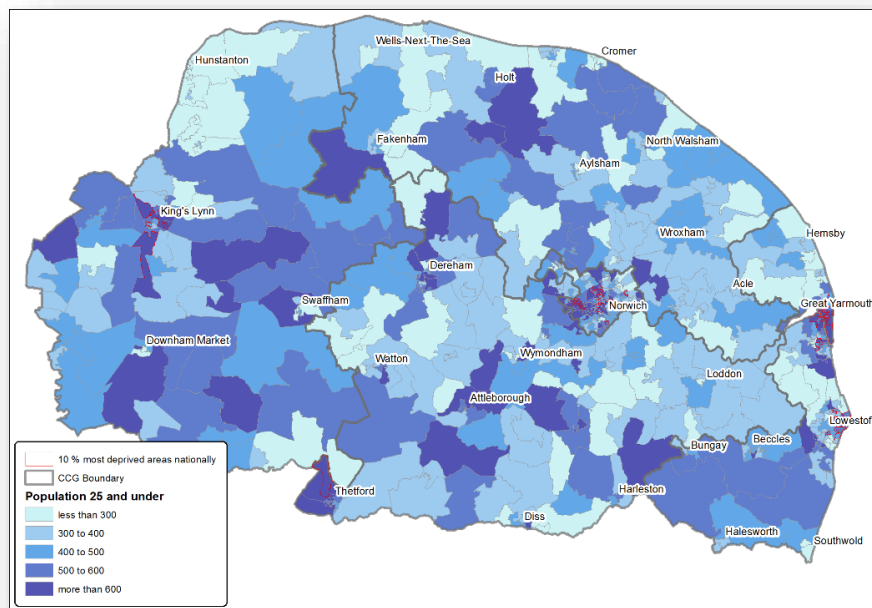 Wells-Next-The-Sea
Cromer
Hunstanton
Holt
Fakenham
North Walsham
Aylsham
King's Lynn
Wroxham
Hemsby
Dereham
Acle
Swaffham
Norwich
Great Yarmouth
Downham Market
Watton
Wymondham
Loddon
Attleborough
Lowestof
Bungay
Beccles
Thetford
Harleston
Diss
Halesworth
Southwold
10 % most deprived areas nationally
CCG Boundary
Population 25 and under
less than 300
300 to 400
400 to 500
500 to 600
more than 600